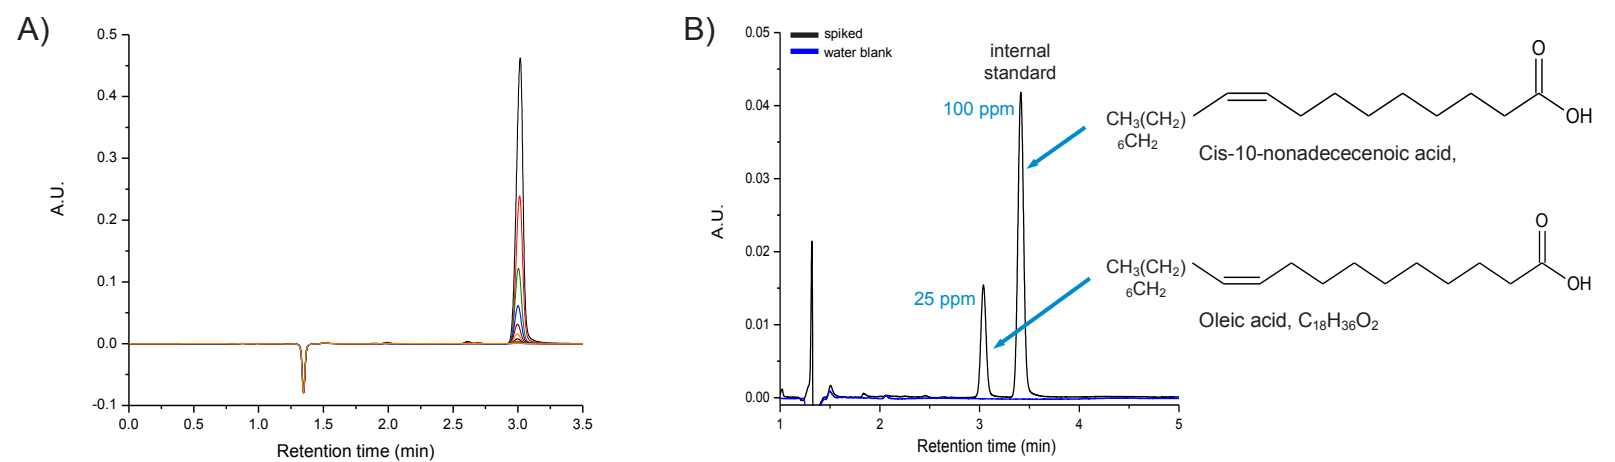 A)
0.5
0.4
0.3
0.2
0.1
0.0
-0.1
A.U.
0.0 0.5 1.0 1.5 2.0 2.5 3.0 3.5
Retention time (min)
B)
0.05
0.04
0.03
0.02
0.01
0.00
A.U.
spiked
water blank
internal
standard
100 ppm
25 ppm
1 2 3 4 5
Retention time (min)
O
OH
CH₃(CH₂)
₆CH₂
Cis-10-nonadececenoic acid,
O
OH
CH₃(CH₂)
₆CH₂
Oleic acid, C₁₈H₃₆O₂